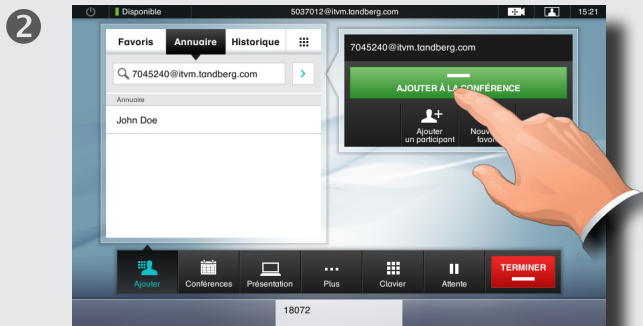 2
Disponible 5037012@itvm.tandberg.com 15:21
Favoris Annuaire Historique
7045240@itvm.tandberg.com
7045240@itvm.tandberg.com
Annuaire
John Doe
AJOUTER À LA CONFÉRENCE
Ajouter
un participant
Ajouter Conférences Présentation Plus Clavier Attente TERMINER
18072